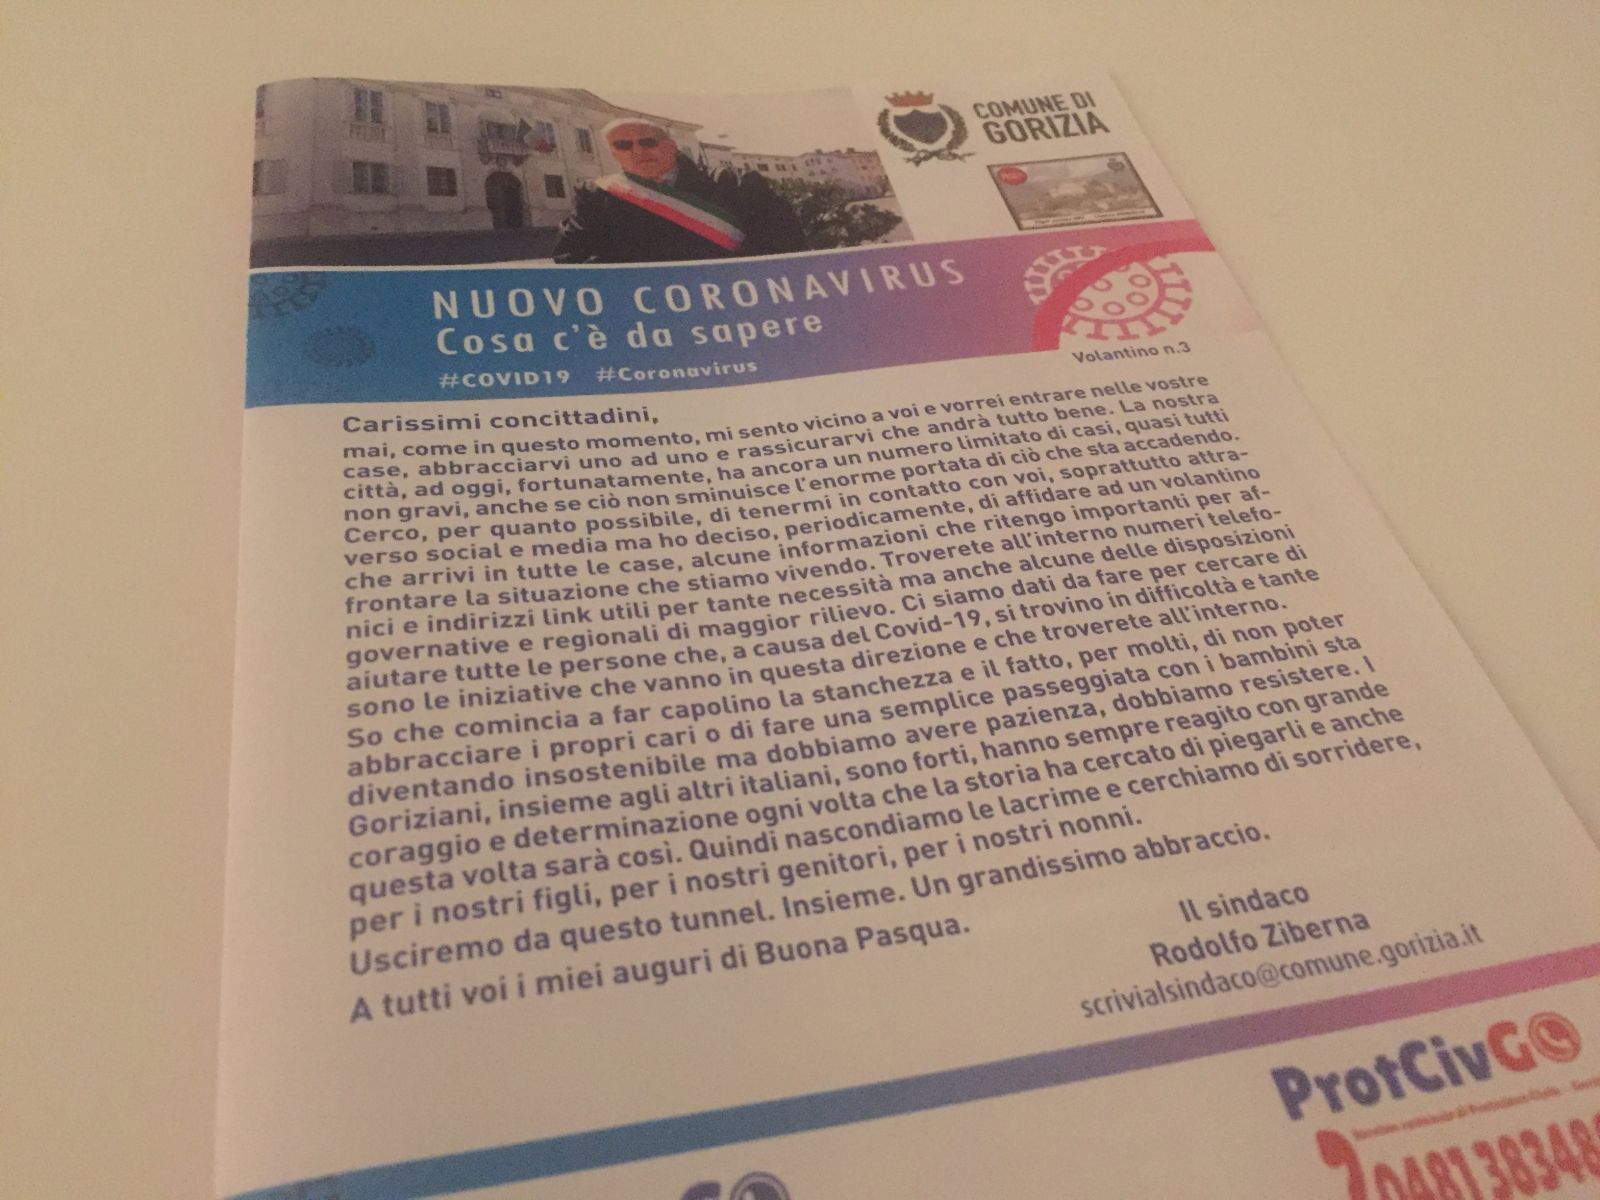 COMUNE DI
GORIZIA
NUOVO CORONAVIRUS
Cosa c'è da sapere
#COVID19 #Coronavirus
Volantino n.3
Carissimi concittadini,
mai, come in questo momento, mi sento vicino a voi e vorrei entrare nelle vostre
case, abbracciarvi uno ad uno e rassicurarvi che andrà tutto bene. La nostra
città, ad oggi, fortunatamente, ha ancora un numero limitato di casi, quasi tutti
non gravi, anche se ciò non sminuisce l'enorme portata di ciò che sta accadendo.
Cerco, per quanto possibile, di tenermi in contatto con voi, soprattutto attra-
verso social e media ma ho deciso, periodicamente, di affidare ad un volantino
che arrivi in tutte le case, alcune informazioni che ritengo importanti per af-
frontare la situazione che stiamo vivendo. Troverete all'interno numeri telefo-
nici e indirizzi link utili per tante necessità ma anche alcune delle disposizioni
governative e regionali di maggior rilievo. Ci siamo dati da fare per cercare di
aiutare tutte le persone che, a causa del Covid-19, si trovino in difficoltà e tante
sono le iniziative che vanno in questa direzione e che troverete all'interno.
So che comincia a far capolino la stanchezza e il fatto, per molti, di non poter
abbracciare i propri cari o di fare una semplice passeggiata con i bambini sta
diventando insostenibile ma dobbiamo avere pazienza, dobbiamo resistere. I
Goriziani, insieme agli altri italiani, sono forti, hanno sempre reagito con grande
coraggio e determinazione ogni volta che la storia ha cercato di piegarli e anche
questa volta sarà così. Quindi nascondiamo le lacrime e cerchiamo di sorridere,
per i nostri figli, per i nostri genitori, per i nostri nonni.
Usciremo da questo tunnel. Insieme. Un grandissimo abbraccio.
A tutti voi i miei auguri di Buona Pasqua.
Il sindaco
Rodolfo Ziberna
scrivialsindaco@comune.gorizia.it
ProtCivGO
0481 38348